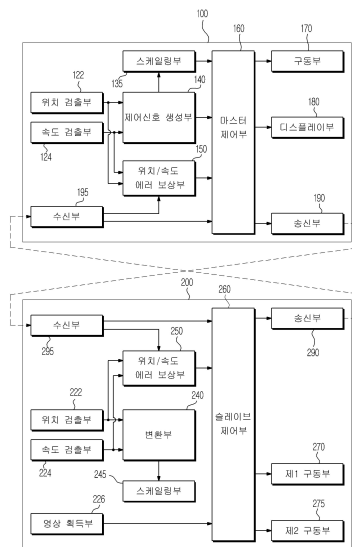 100
스케일링부
135
160
170
구동부
122
위치 검출부
140
제어신호 생성부
마스터
제어부
180
디스플레이부
속도 검출부
124
150
위치/속도
에러 보상부
195
수신부
190
송신부
200
260
수신부
295
250
위치/속도
에러 보상부
송신부
290
222
위치 검출부
240
변환부
슬레이브
제어부
속도 검출부
224
245
스케일링부
270
제1 구동부
226
영상 획득부
275
제2 구동부